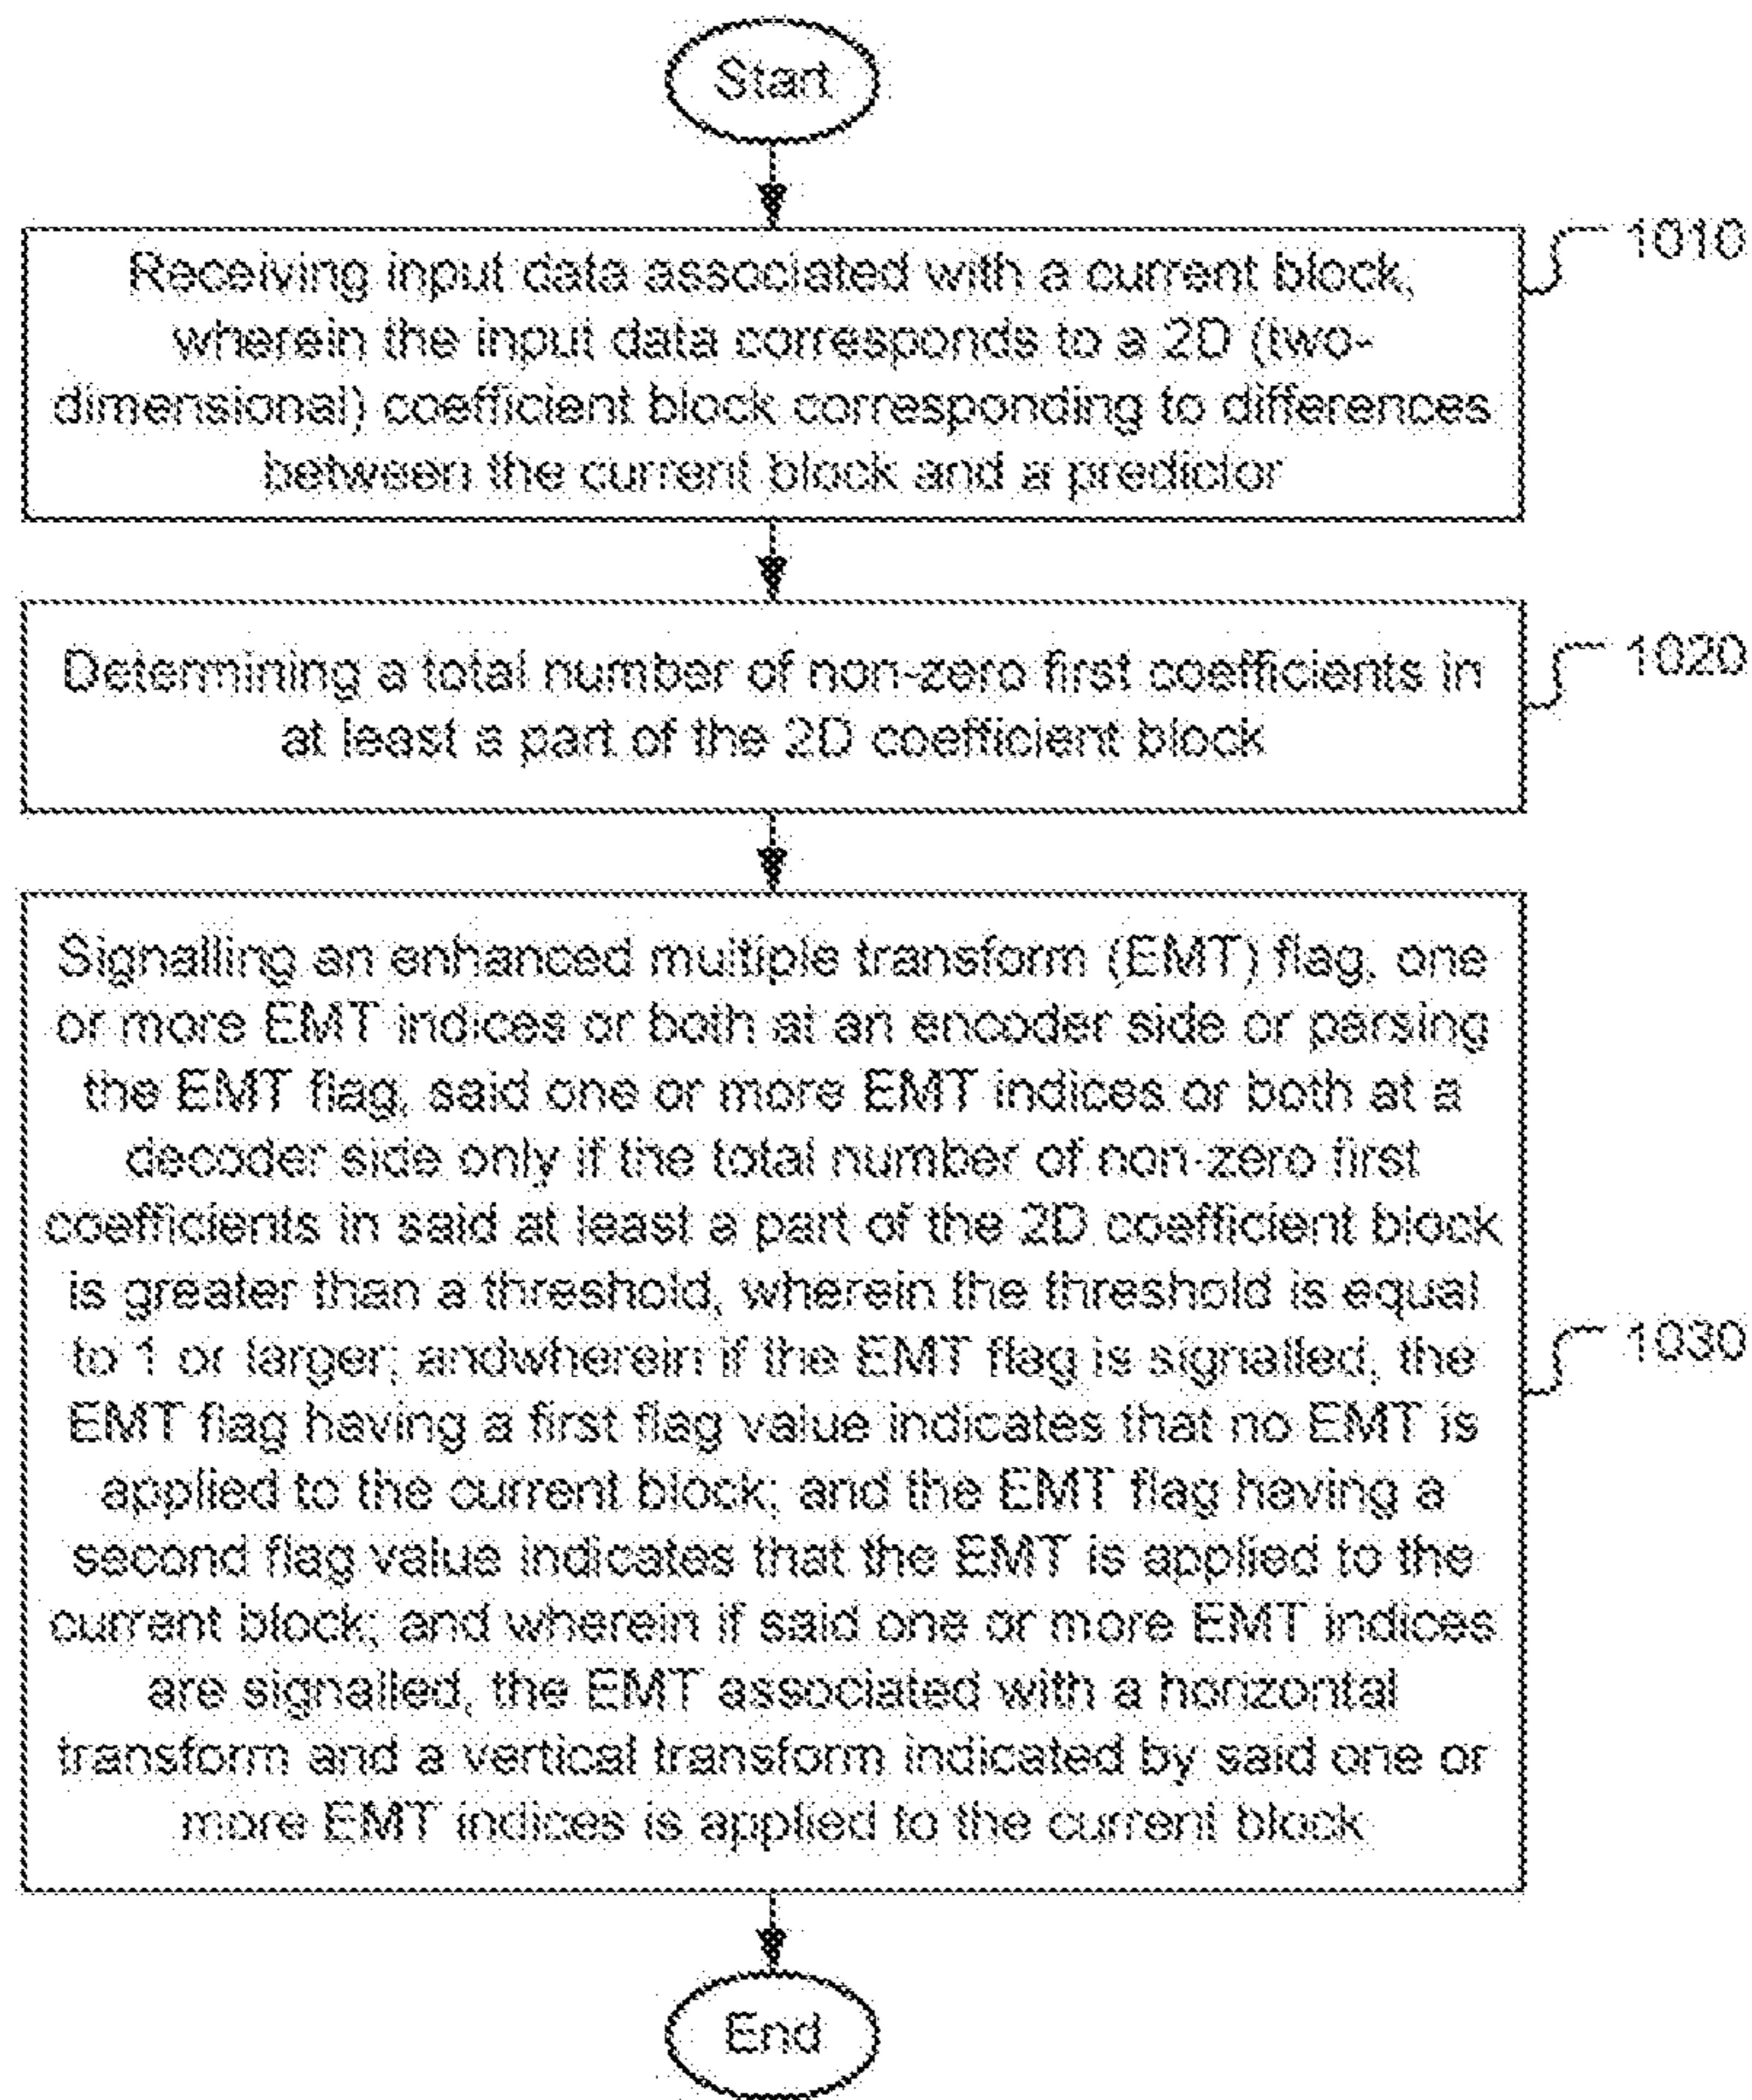 Start
Receiving input data associated with a current block,
1010
wherein the input data corresponds to a 2D (two-
dimensional) coefficient block corresponding to differences
between the current block and a predictor
Determining a total number of non-zero first coefficients in
1020
at least a part of the 2D coefficient block
Signalling an enhanced multiple transform (EMT) flag, one
or more EMT indices or both at an encoder side or parsing
the EMT flag, said one or more EMT indices or both at a
decoder side only if the total number of non-zero first
coefficients in said at least a part of the 2D coefficient block
is greater than a threshold, wherein the threshold is equal
to 1 or larger; andwherein if the EMT flag is signalled, the
1030
EMT flag having a first flag value indicates that no EMT is
applied to the current block; and the EMT flag having a
second flag value indicates that the EMT is applied to the
current block; and wherein if said one or more EMT indices
are signalled, the EMT associated with a horizontal
transform and a vertical transform indicated by said one or
more EMT indices is applied to the current block
End